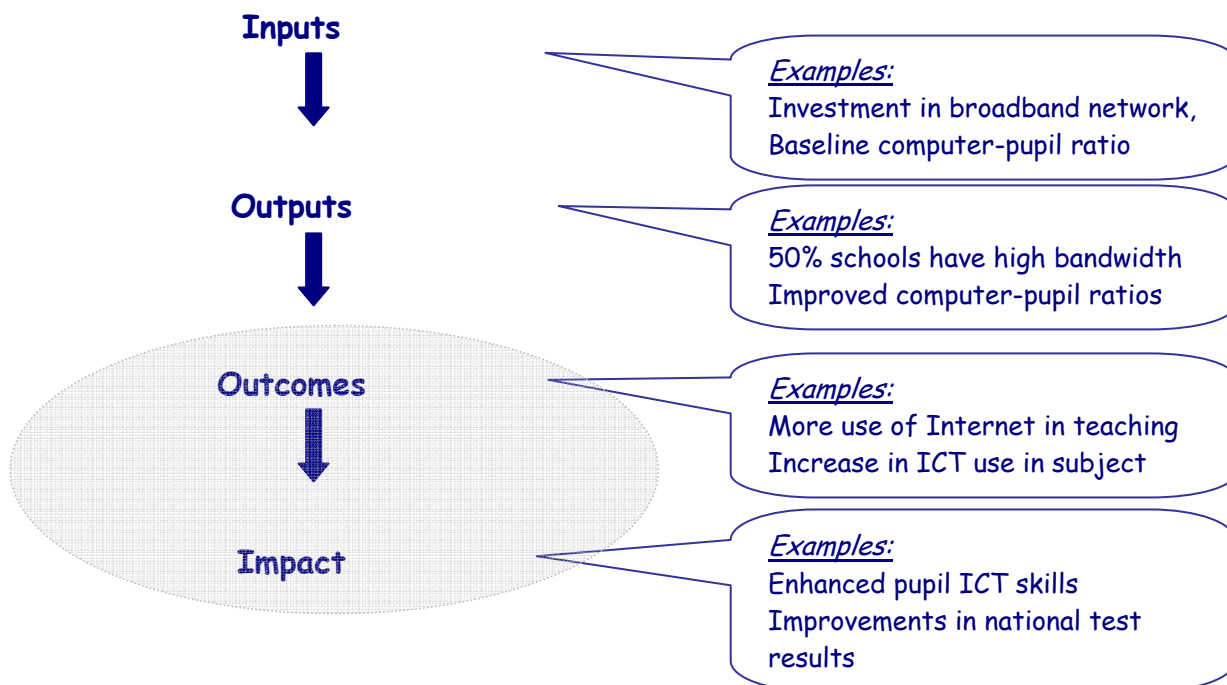 Inputs
Examples:
Investment in broadband network,
Baseline computer-pupil ratio
Outputs
Examples:
50% schools have high bandwidth
Improved computer-pupil ratios
Outcomes
Examples:
More use of Internet in teaching
Increase in ICT use in subject
Impact
Examples:
Enhanced pupil ICT skills
Improvements in national test
results